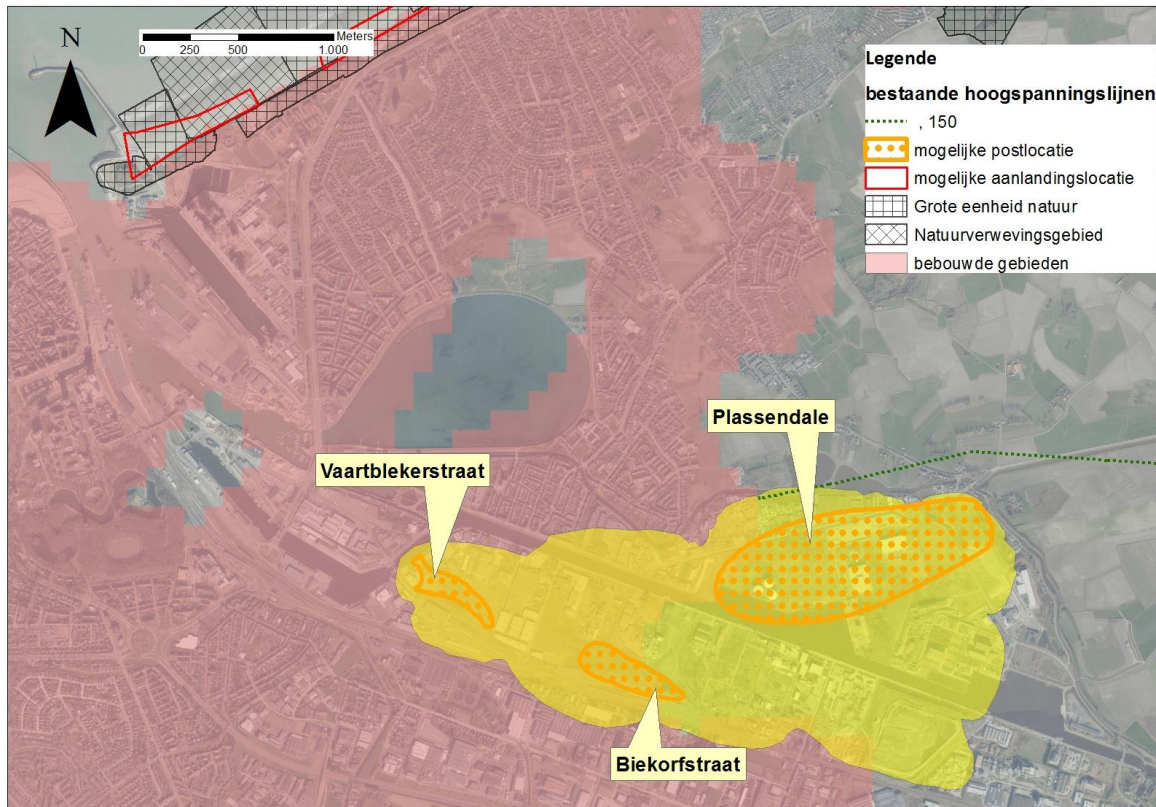 N
Meters
0 250 500 1.000
Legende
bestaande hoogspanningslijnen
, 150
mogelijke postlocatie
mogelijke aanlandingslocatie
Grote eenheid natuur
Natuurverwevingsgebied
bebouwde gebieden
Plassendale
Vaartblekerstraat
Biekorfstraat